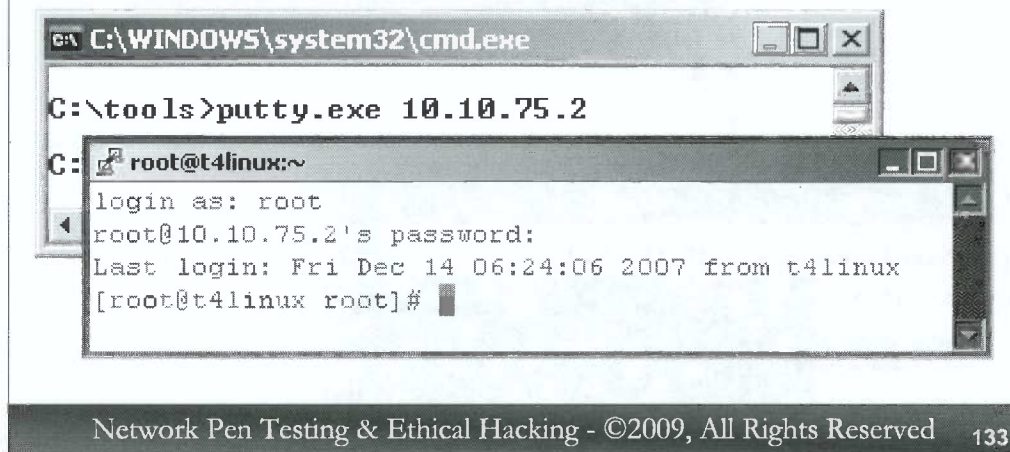 C:\WINDOWS\system32\cmd.exe
C:\tools>putty.exe 10.10.75.2
C:
root@t4linux:~
login as: root
root@10.10.75.2's password:
Last login: Fri Dec 14 06:24:06 2007 from t4linux
[root@t4linux root]#
Network Pen Testing & Ethical Hacking - ©2009, All Rights Reserved 133